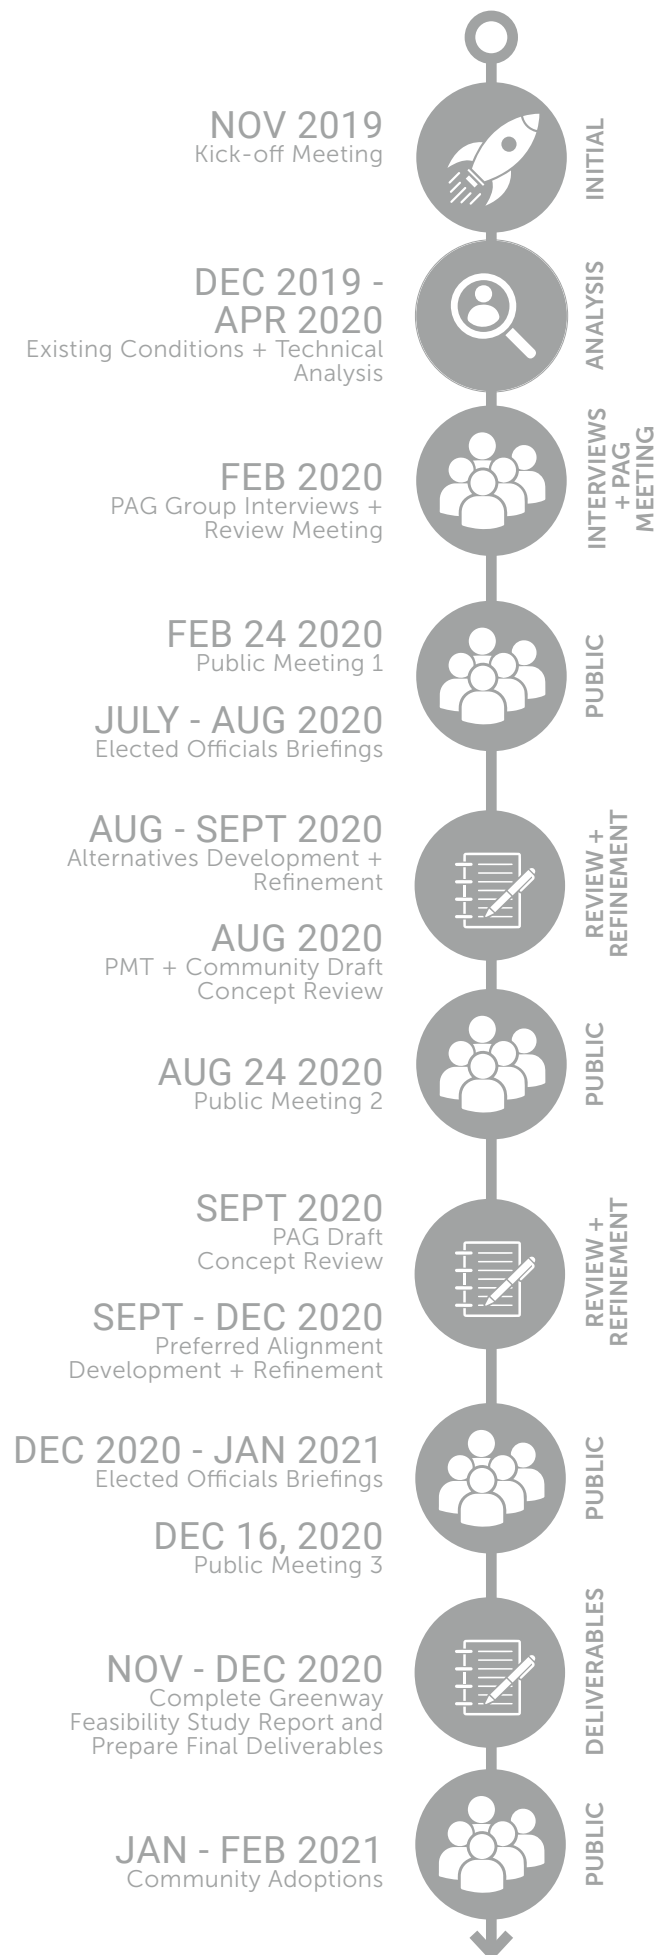 NOV 2019
Kick-off Meeting
INITIAL
DEC 2019 -
APR 2020
Existing Conditions + Technical
Analysis
ANALYSIS
FEB 2020
PAG Group Interviews +
Review Meeting
INTERVIEWS
+ PAG
MEETING
FEB 24 2020
Public Meeting 1
PUBLIC
JULY - AUG 2020
Elected Officials Briefings
AUG - SEPT 2020
Alternatives Development +
Refinement
REVIEW +
REFINEMENT
AUG 2020
PMT + Community Draft
Concept Review
AUG 24 2020
Public Meeting 2
PUBLIC
SEPT 2020
PAG Draft
Concept Review
REVIEW +
REFINEMENT
SEPT - DEC 2020
Preferred Alignment
Development + Refinement
DEC 2020 - JAN 2021
Elected Officials Briefings
PUBLIC
DEC 16, 2020
Public Meeting 3
NOV - DEC 2020
Complete Greenway
Feasibility Study Report and
Prepare Final Deliverables
DELIVERABLES
JAN - FEB 2021
Community Adoptions
PUBLIC